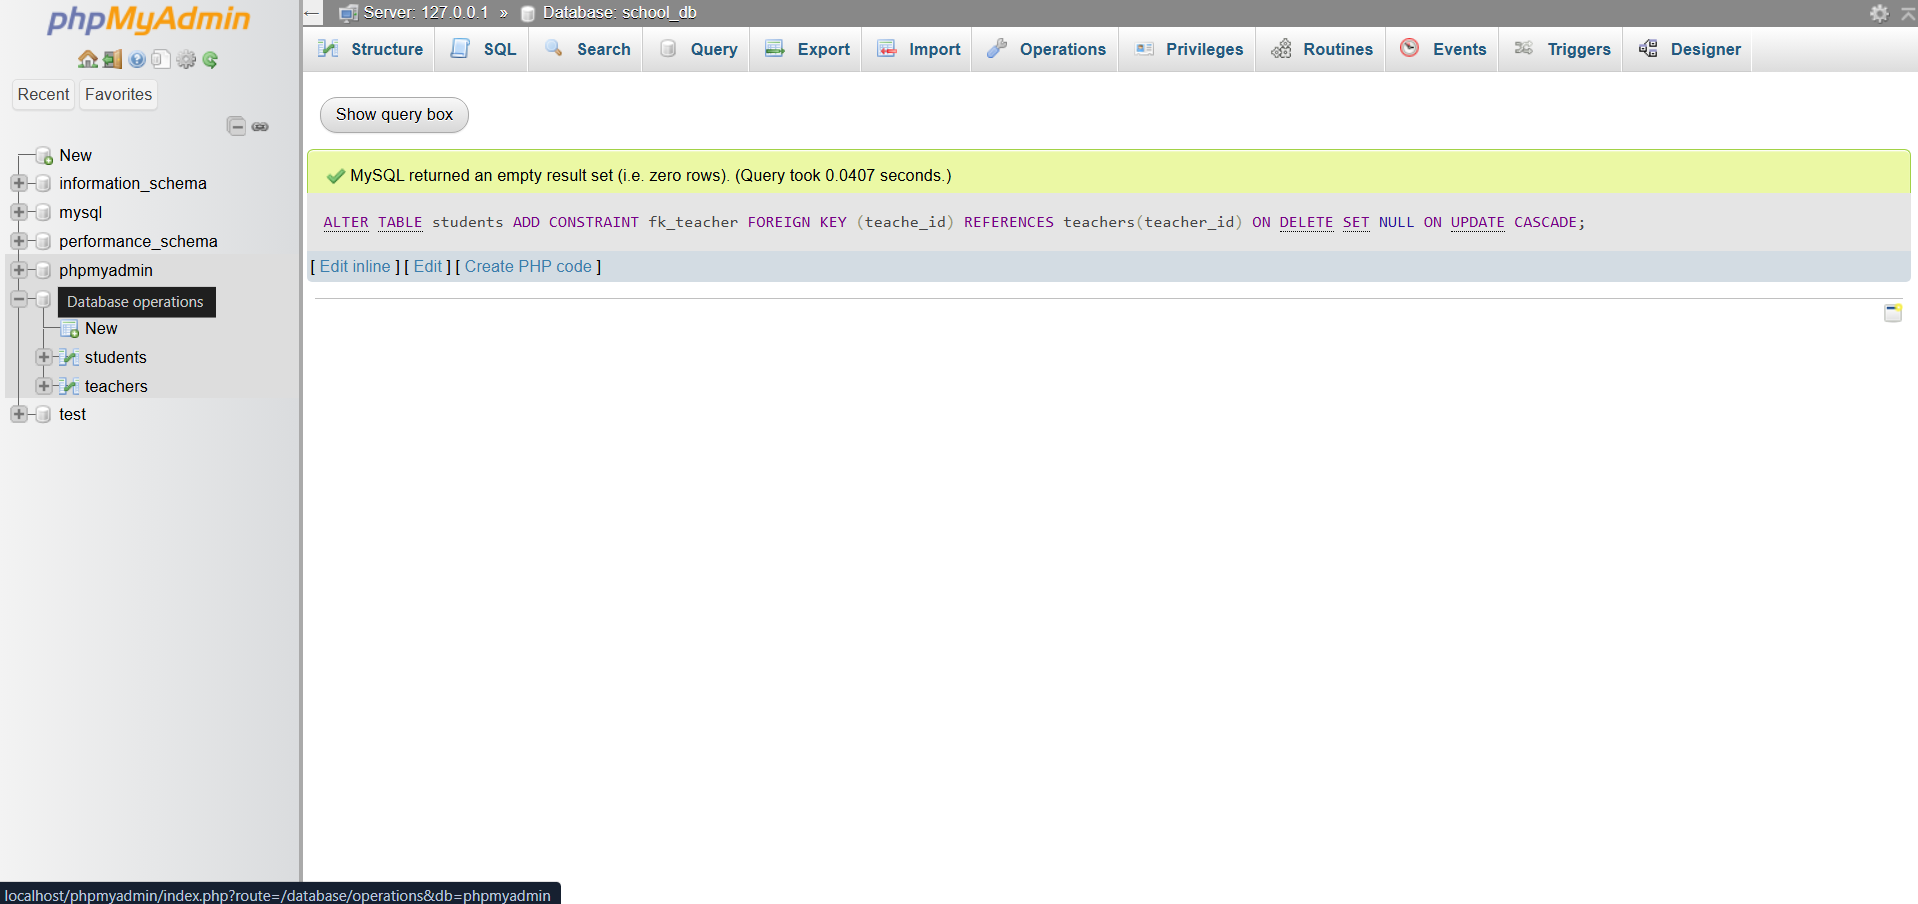 phpMyAdmin
Recent Favorites
New
information_schema
mysql
performance_schema
phpmyadmin
Database operations
New
students
teachers
test
Server: 127.0.0.1 » Database: school_db
Structure SQL Search Query Export Import Operations Privileges Routines Events Triggers Designer
Show query box
MySQL returned an empty result set (i.e. zero rows). (Query took 0.0407 seconds.)
ALTER TABLE students ADD CONSTRAINT fk_teacher FOREIGN KEY (teache_id) REFERENCES teachers(teacher_id) ON DELETE SET NULL ON UPDATE CASCADE;
[ Edit inline ] [ Edit ] [ Create PHP code ]
localhost/phpmyadmin/index.php?route=/database/operations&db=phpmyadmin